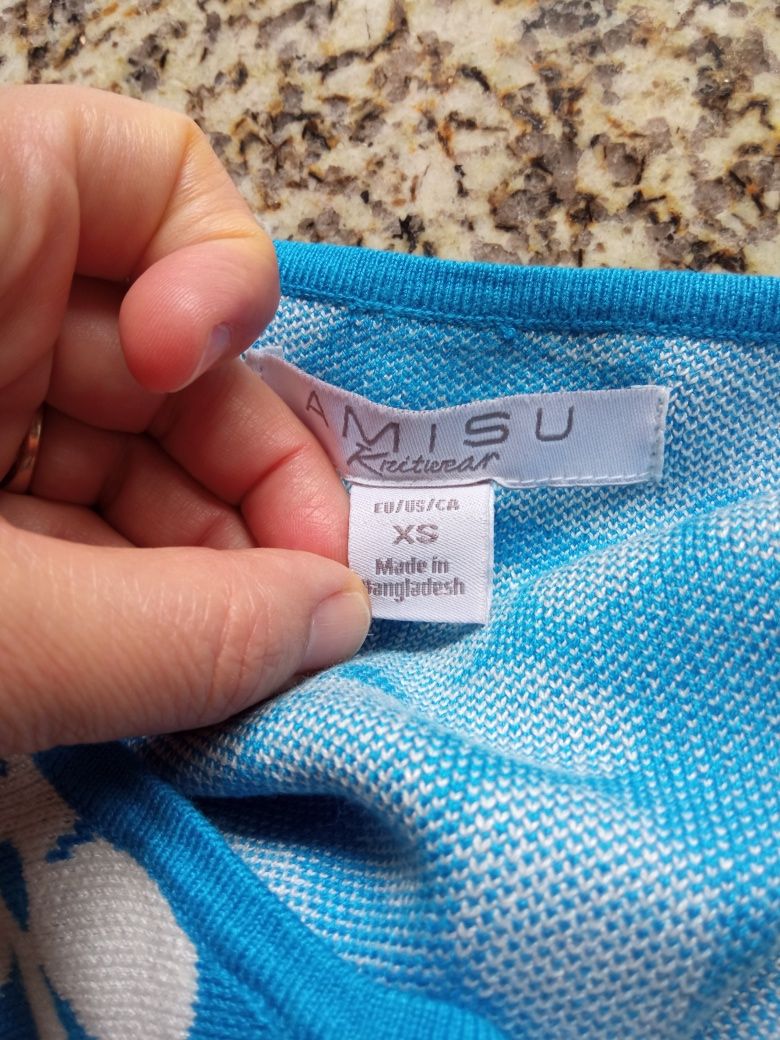 AMISU
Knitwear
EU/US/CA
XS
Made in
Bangladesh